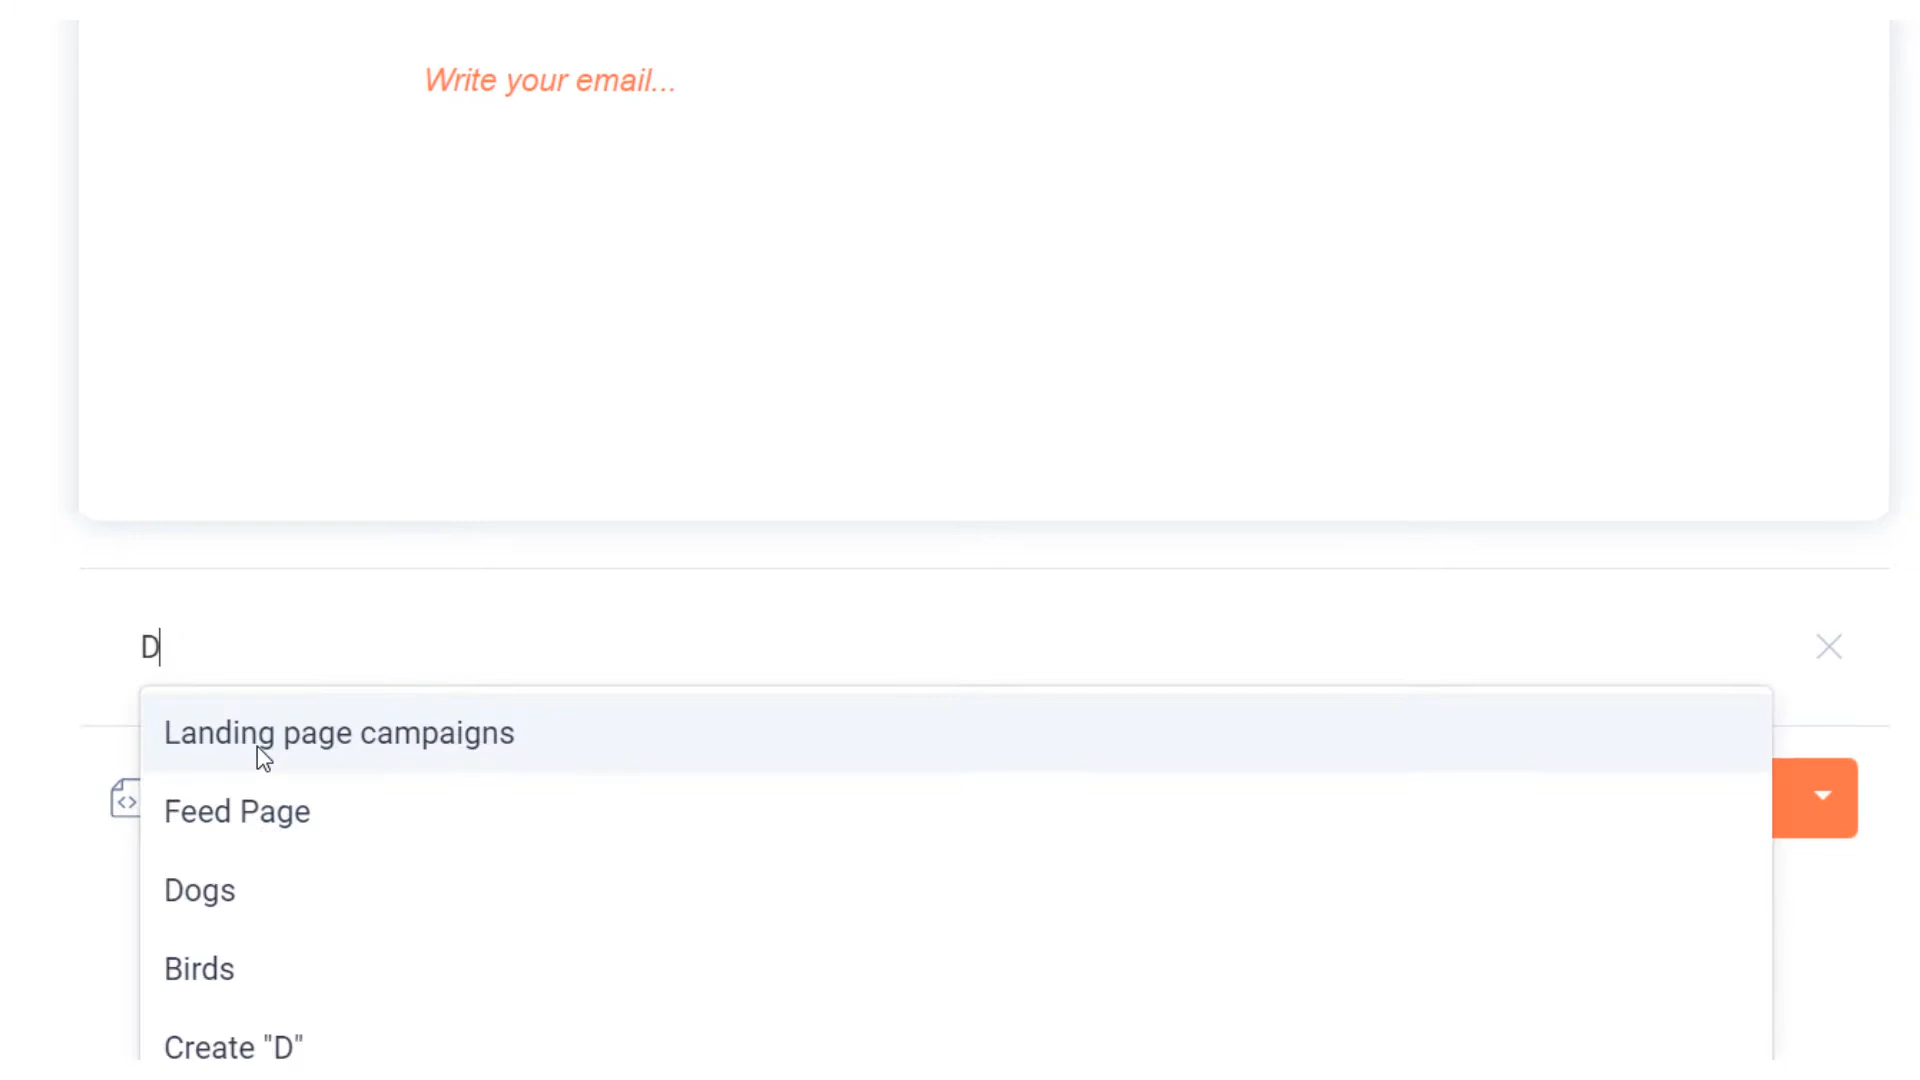 Write your email...
D
Landing page campaigns
Feed Page
Dogs
Birds
Create "D"